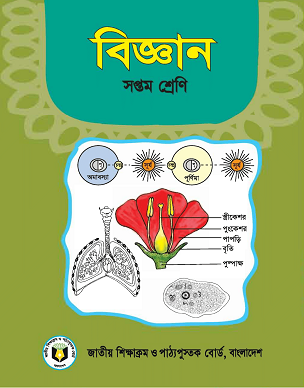 বিজ্ঞান
সপ্তম শ্রেণি
অমাবস্যা
সূর্য
পূর্ণিমা
সূর্য
স্ত্রীকেশর
পুংকেশর
পাপড়ি
বৃতি
পুষ্পাক্ষ
জাতীয় শিক্ষাক্রম ও পাঠ্যপুস্তক বোর্ড, বাংলাদেশ